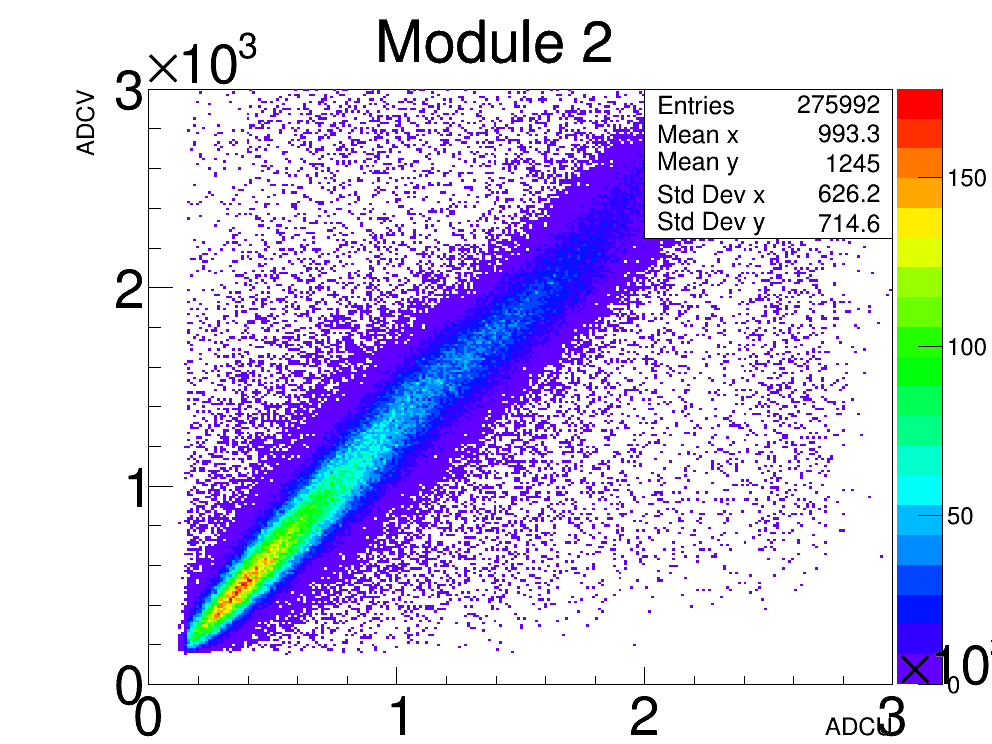 Module 2
×10³
ADCV
3
2
1
0
Entries 275992
Mean x 993.3
Mean y 1245
Std Dev x 626.2
Std Dev y 714.6
150
100
50
0
×10
0 1 2 3
ADCU